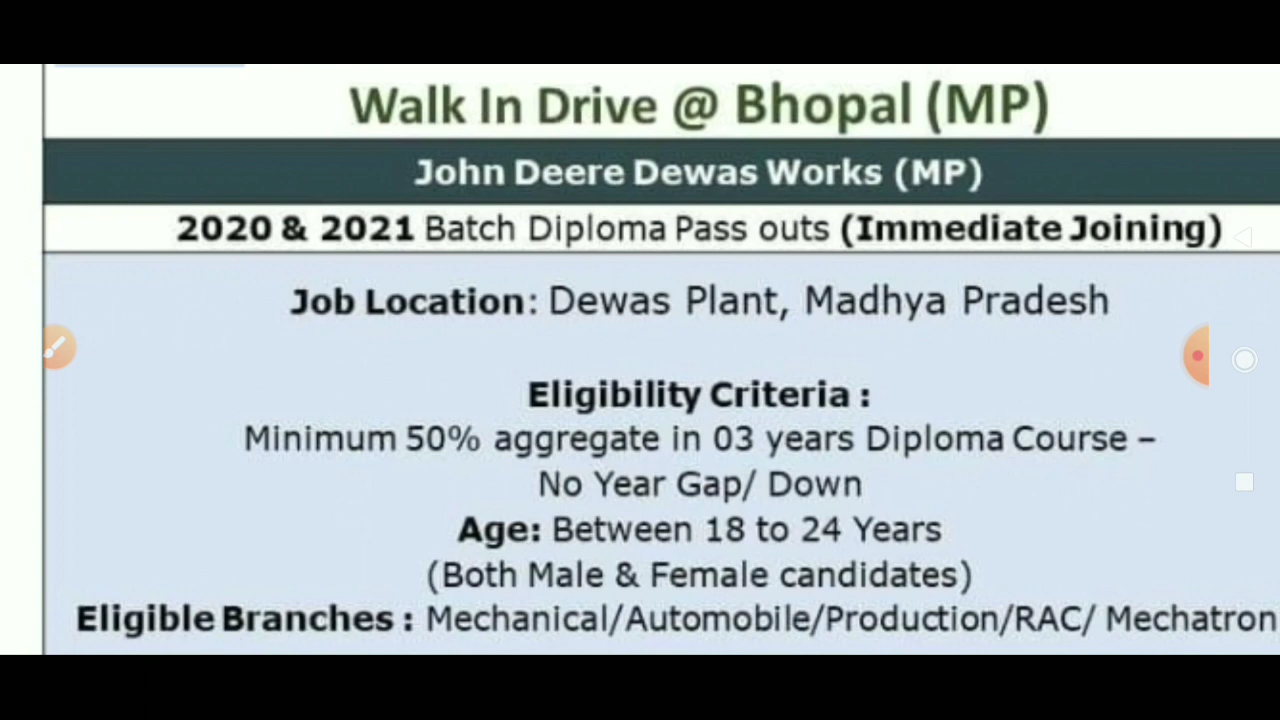 Walk In Drive @ Bhopal (MP)
John Deere Dewas Works (MP)
2020 & 2021 Batch Diploma Pass outs (Immediate Joining)
Job Location: Dewas Plant, Madhya Pradesh
Eligibility Criteria :
Minimum 50% aggregate in 03 years Diploma Course –
No Year Gap/ Down
Age: Between 18 to 24 Years
(Both Male & Female candidates)
Eligible Branches : Mechanical/Automobile/Production/RAC/ Mechatron